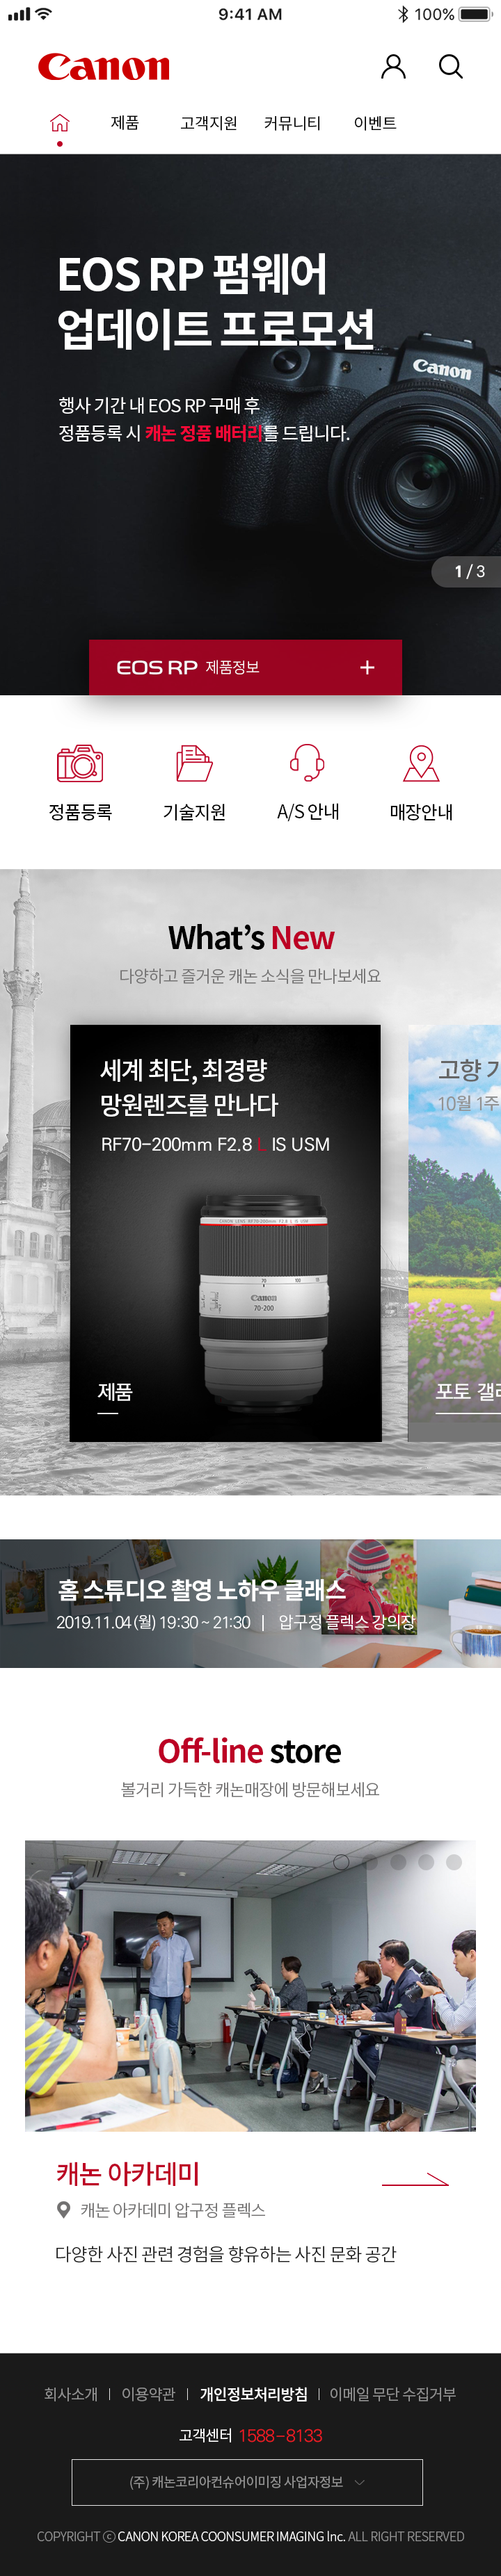 9:41 AM
100%
Canon
제품
고객지원
커뮤니티
이벤트
EOS RP 펌웨어
업데이트 프로모션
Canon
행사 기간 내 EOS RP 구매 후
정품등록 시 캐논 정품 배터리를 드립니다.
1 / 3
EOS RP 제품정보
정품등록
기술지원
A/S 안내
매장안내
What's New
다양하고 즐거운 캐논 소식을 만나보세요
세계 최단, 최경량
망원렌즈를 만나다
RF70-200mm F2.8 L IS USM
Canon
70-200
제품
고향
10월 1주
포토 갤러
홈 스튜디오 촬영 노하우 클래스
2019.11.04 (월) 19:30 ~ 21:30 | 압구정 플렉스 강의장
Off-line store
볼거리 가득한 캐논매장에 방문해보세요
캐논 아카데미
캐논 아카데미 압구정 플렉스
다양한 사진 관련 경험을 향유하는 사진 문화 공간
회사소개 | 이용약관 | 개인정보처리방침 | 이메일 무단 수집거부
고객센터 1588-8133
(주) 캐논코리아컨슈어이미징 사업자정보
COPYRIGHT ⓒ CANON KOREA COONSUMER IMAGING Inc. ALL RIGHT RESERVED